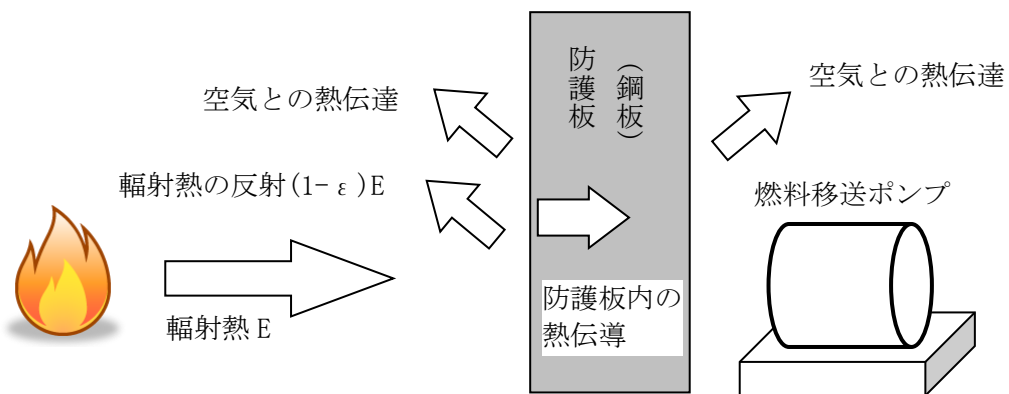 空気との熱伝達
輻射熱の反射(1-ε)E
輻射熱E
防護板
(鋼板)
防護板内の
熱伝導
空気との熱伝達
燃料移送ポンプ